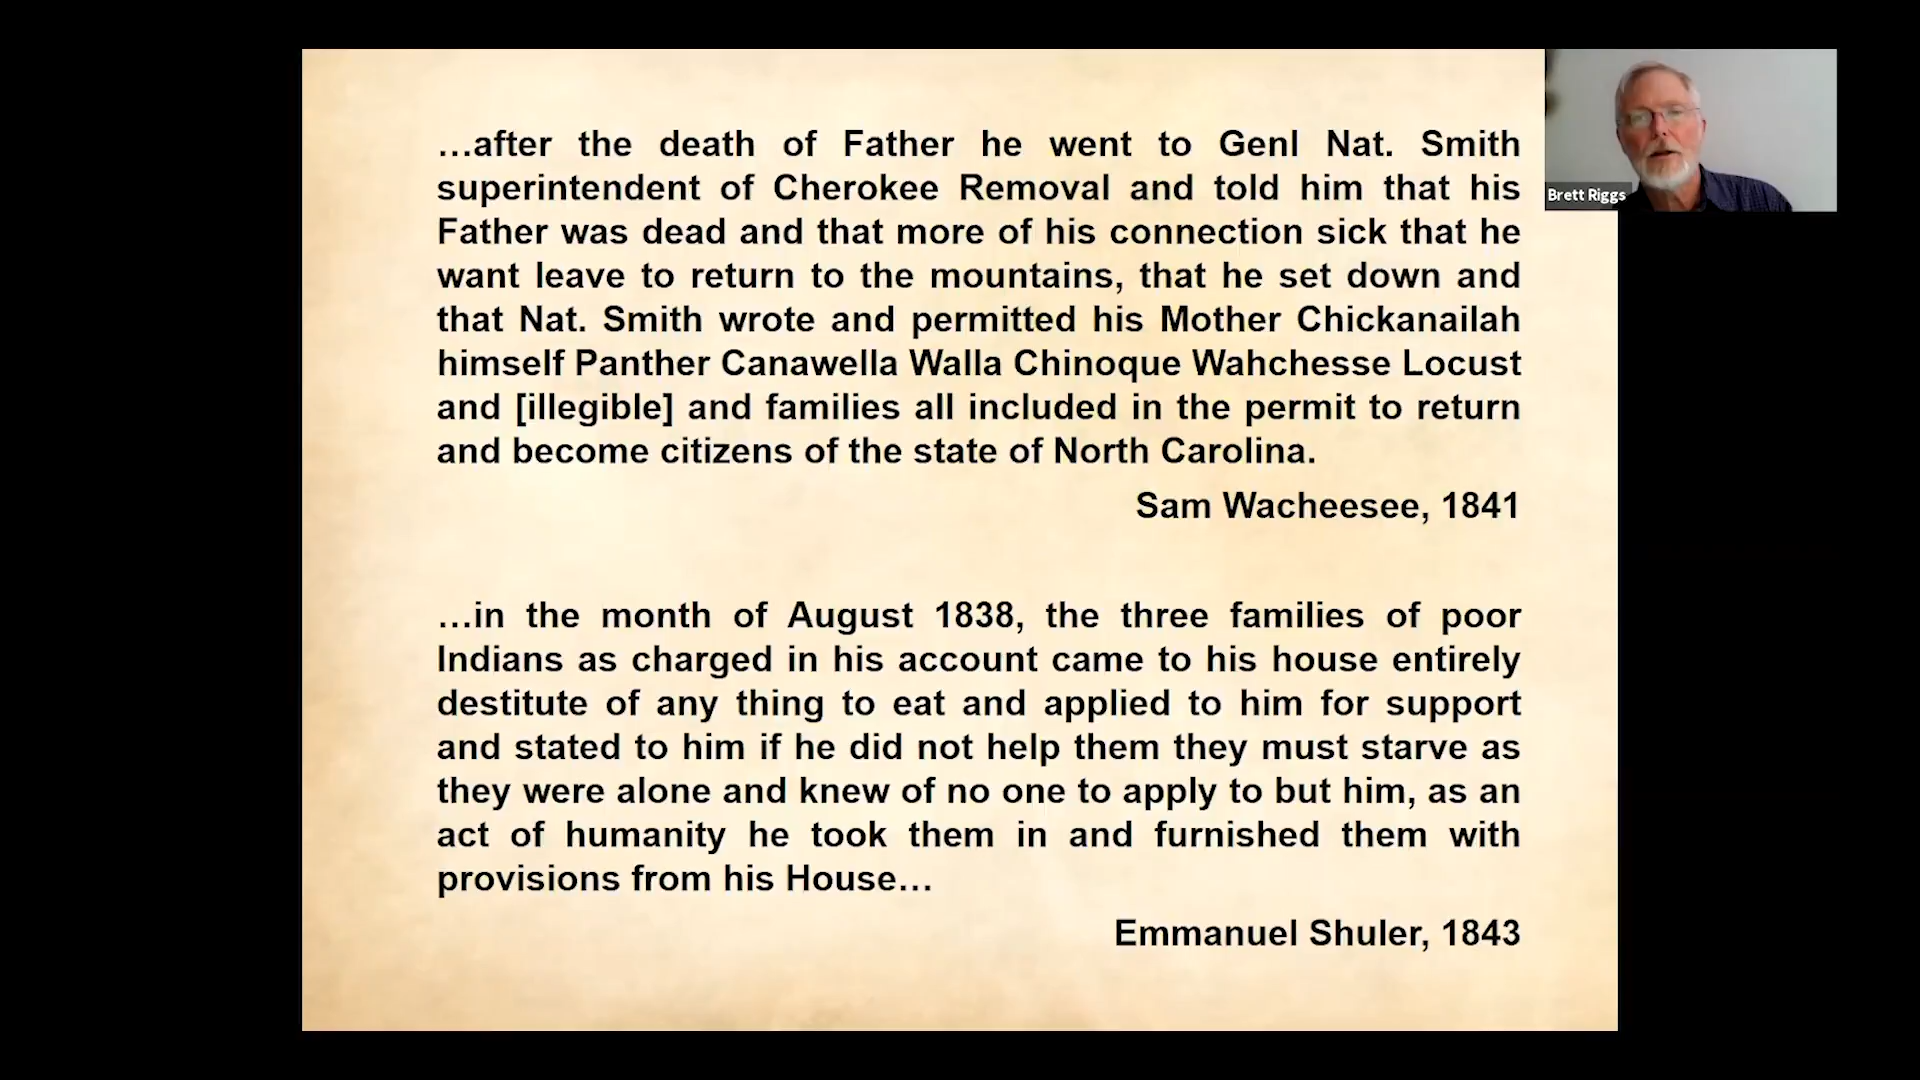 …after the death of Father he went to Genl Nat. Smith
superintendent of Cherokee Removal and told him that his
Father was dead and that more of his connection sick that he
want leave to return to the mountains, that he set down and
that Nat. Smith wrote and permitted his Mother Chickanailah
himself Panther Canawella Walla Chinoque Wahchesse Locust
and [illegible] and families all included in the permit to return
and become citizens of the state of North Carolina.
Sam Wacheesee, 1841
…in the month of August 1838, the three families of poor
Indians as charged in his account came to his house entirely
destitute of any thing to eat and applied to him for support
and stated to him if he did not help them they must starve as
they were alone and knew of no one to apply to but him, as an
act of humanity he took them in and furnished them with
provisions from his House…
Emmanuel Shuler, 1843
Brett Riggs